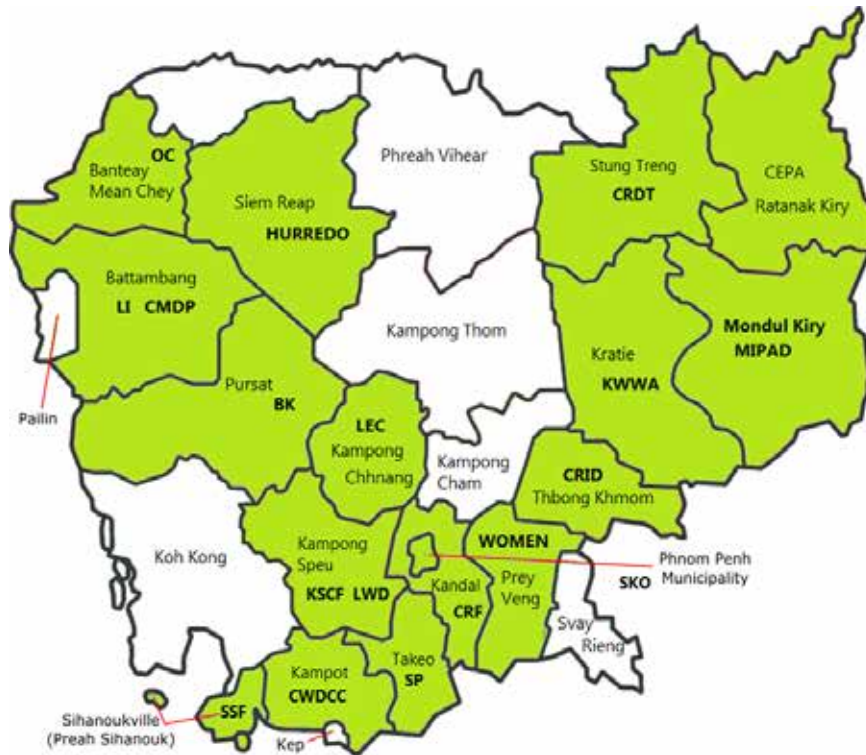 OC
Banteay
Mean Chey
Siem Reap
HURREDO
Phreah Vihear
Stung Treng
CRDT
CEPA
Ratanak Kiry
Battambang
LI CMDP
Kampong Thom
Mondul Kiry
MIPAD
Kratie
KWWA
Pailin
Pursat
BK
LEC
Kampong
Chhnang
Kampong
Cham
CRID
Thbong Khmom
Koh Kong
Kampong
Speu
KSCF LWD
WOMEN
Prey
Veng
Kandal
CRF
Phnom Penh
Municipality
SKO
Svay
Rieng
Takeo
SP
Kampot
CWDCC
SSF
Sihanoukville
(Preah Sihanouk)
Kep